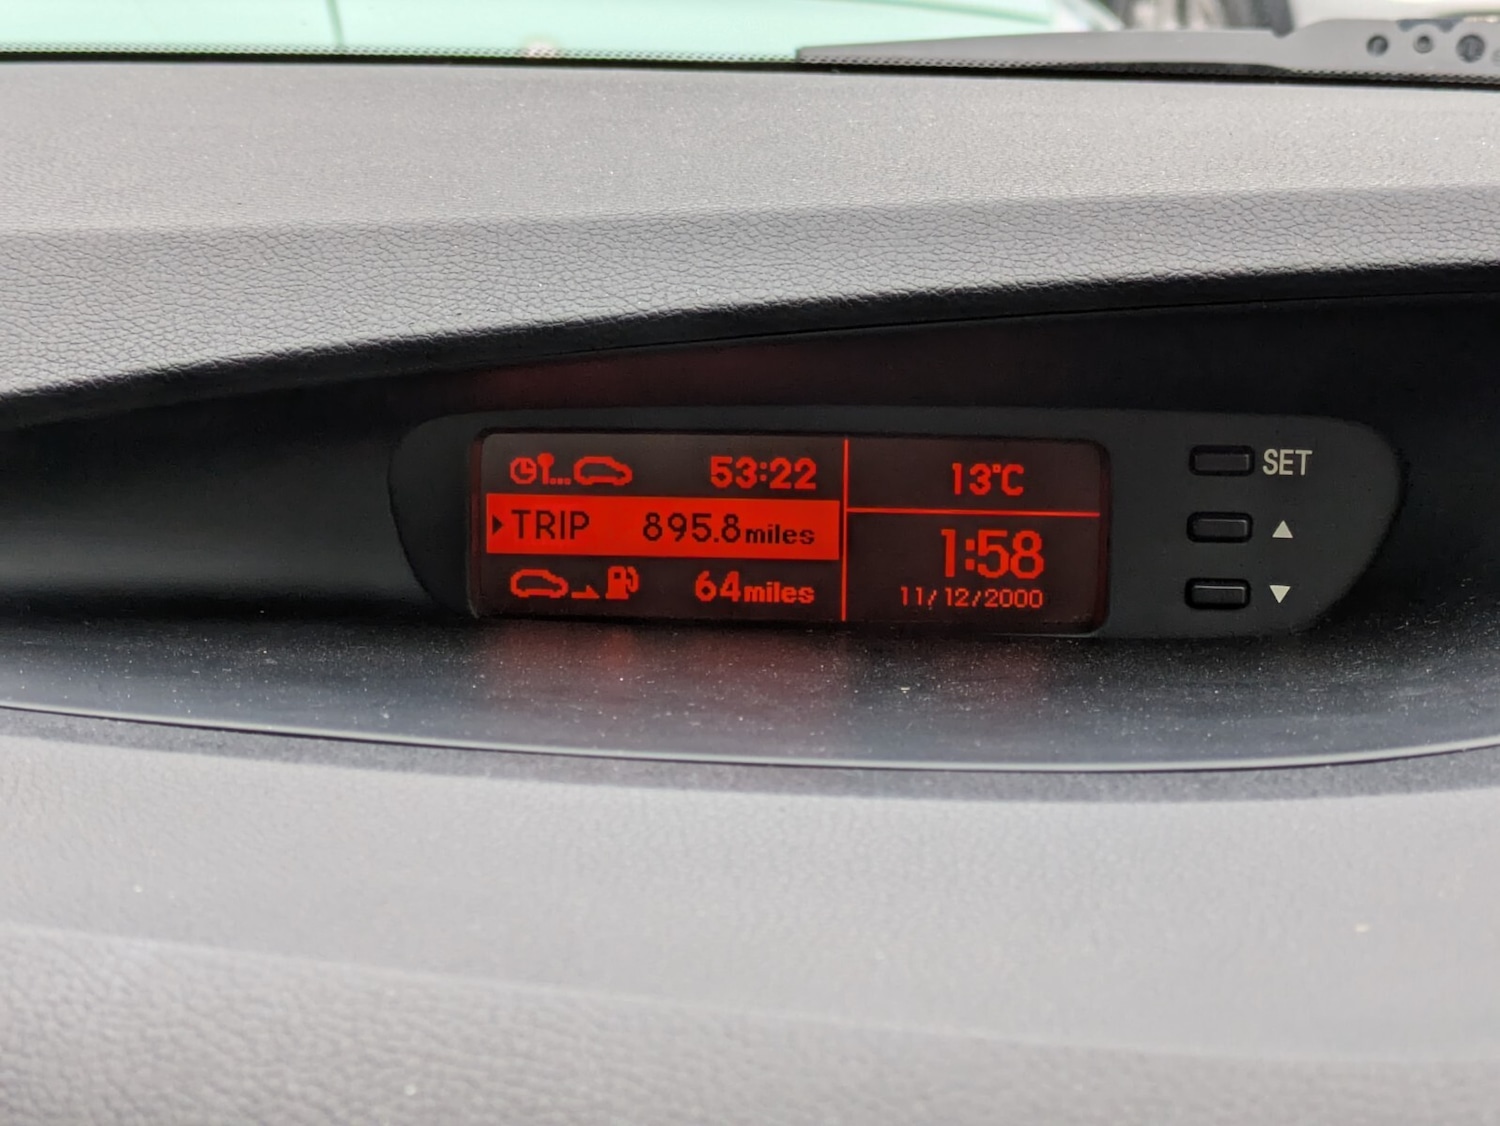 53:22
TRIP 895.8miles
64miles
13°C
1:58
11/12/2000
SET